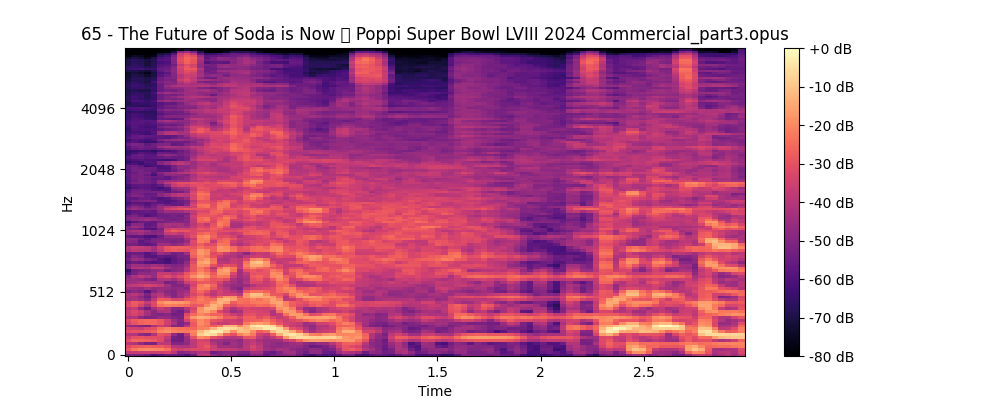 65 - The Future of Soda is Now ▯ Poppi Super Bowl LVIII 2024 Commercial_part3.opus
+0 dB
-10 dB
-20 dB
-30 dB
-40 dB
-50 dB
-60 dB
-70 dB
-80 dB
Hz
4096
2048
1024
512
0
0 0.5 1 1.5 2 2.5
Time